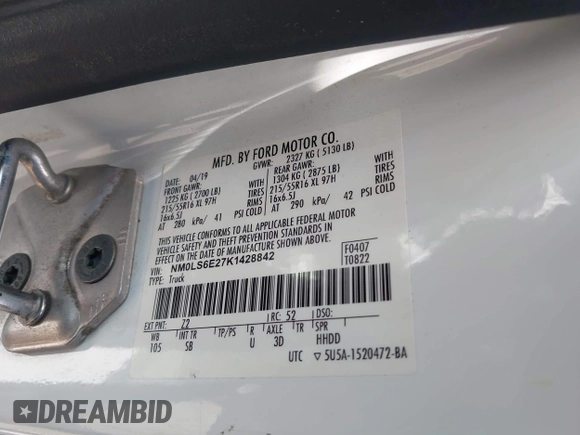 MFD. BY FORD MOTOR CO.
DATE: 04/19 GVWR: 2327 KG ( 5130 LB)
FRONT GAWR: REAR GAWR:
1225 KG ( 2700 LB) WITH 1304 KG ( 2875 LB) WITH
215/55R16 XL 97H TIRES 215/55R16 XL 97H TIRES
16x6.5J RIMS 16x6.5J RIMS
AT 280 kPa/ 41 PSI COLD AT 290 kPa/ 42 PSI COLD
THIS VEHICLE CONFORMS TO ALL APPLICABLE FEDERAL MOTOR
VEHICLE SAFETY AND THEFT PREVENTION STANDARDS IN
EFFECT ON THE DATE OF MANUFACTURE SHOWN ABOVE.
VIN: NM0LS6E27K1428842 F0407
TYPE: Truck T0822
EXT PNT: Z2 RC: 52 DSO:
WB INT TR TP/PS R AXLE TR SPR
105 SB U 3D HHDD
UTC 5U5A-1520472-BA
DREAMBID